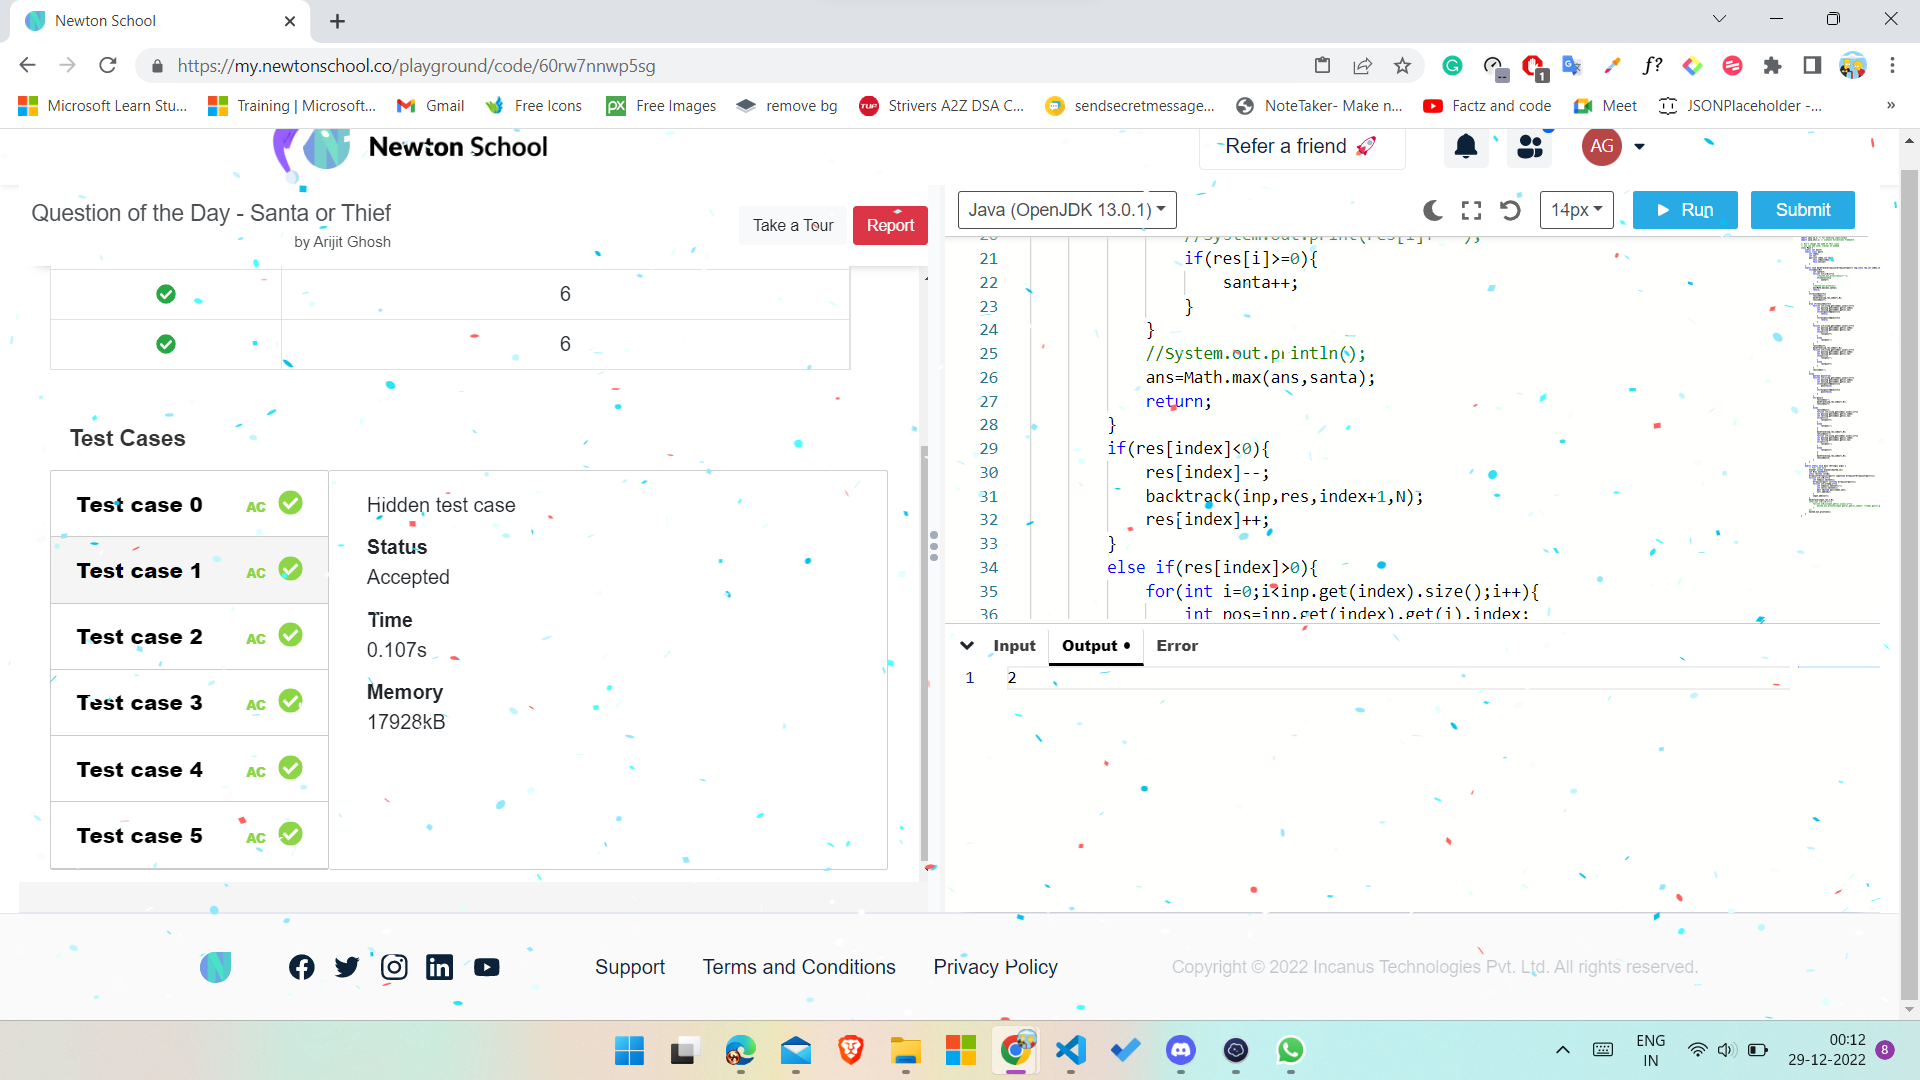 Newton School
https://my.newtonschool.co/playground/code/60rw7nnwp5sg
1
Microsoft Learn Stu...
Training | Microsoft...
Gmail
Free Icons
Free Images
remove bg
Strivers A2Z DSA C...
sendsecretmessage...
NoteTaker- Make n...
Factz and code
Meet
JSONPlaceholder -...
»
Newton School
Refer a friend
AG
Question of the Day - Santa or Thief
by Arijit Ghosh
Take a Tour
Report
Java (OpenJDK 13.0.1)
14px
Run
Submit
6
6
Test Cases
Test case 0 AC
Test case 1 AC
Test case 2 AC
Test case 3 AC
Test case 4 AC
Test case 5 AC
Hidden test case
Status
Accepted
Time
0.107s
Memory
17928kB
21 if(res[i]>=0){
22 santa++;
23 }
24 }
25 //System.out.println();
26 ans=Math.max(ans,santa);
27 return;
28 }
29 if(res[index]<0){
30 res[index]--;
31 backtrack(inp,res,index+1,N);
32 res[index]++;
33 }
34 else if(res[index]>0){
35 for(int i=0;i<inp.get(index).size();i++){
36 int pos=inp.get(index).get(i).index;
Input
Output •
Error
1 2
Support
Terms and Conditions
Privacy Policy
Copyright © 2022 Incanus Technologies Pvt. Ltd. All rights reserved.
ENG
IN
00:12
29-12-2022
8